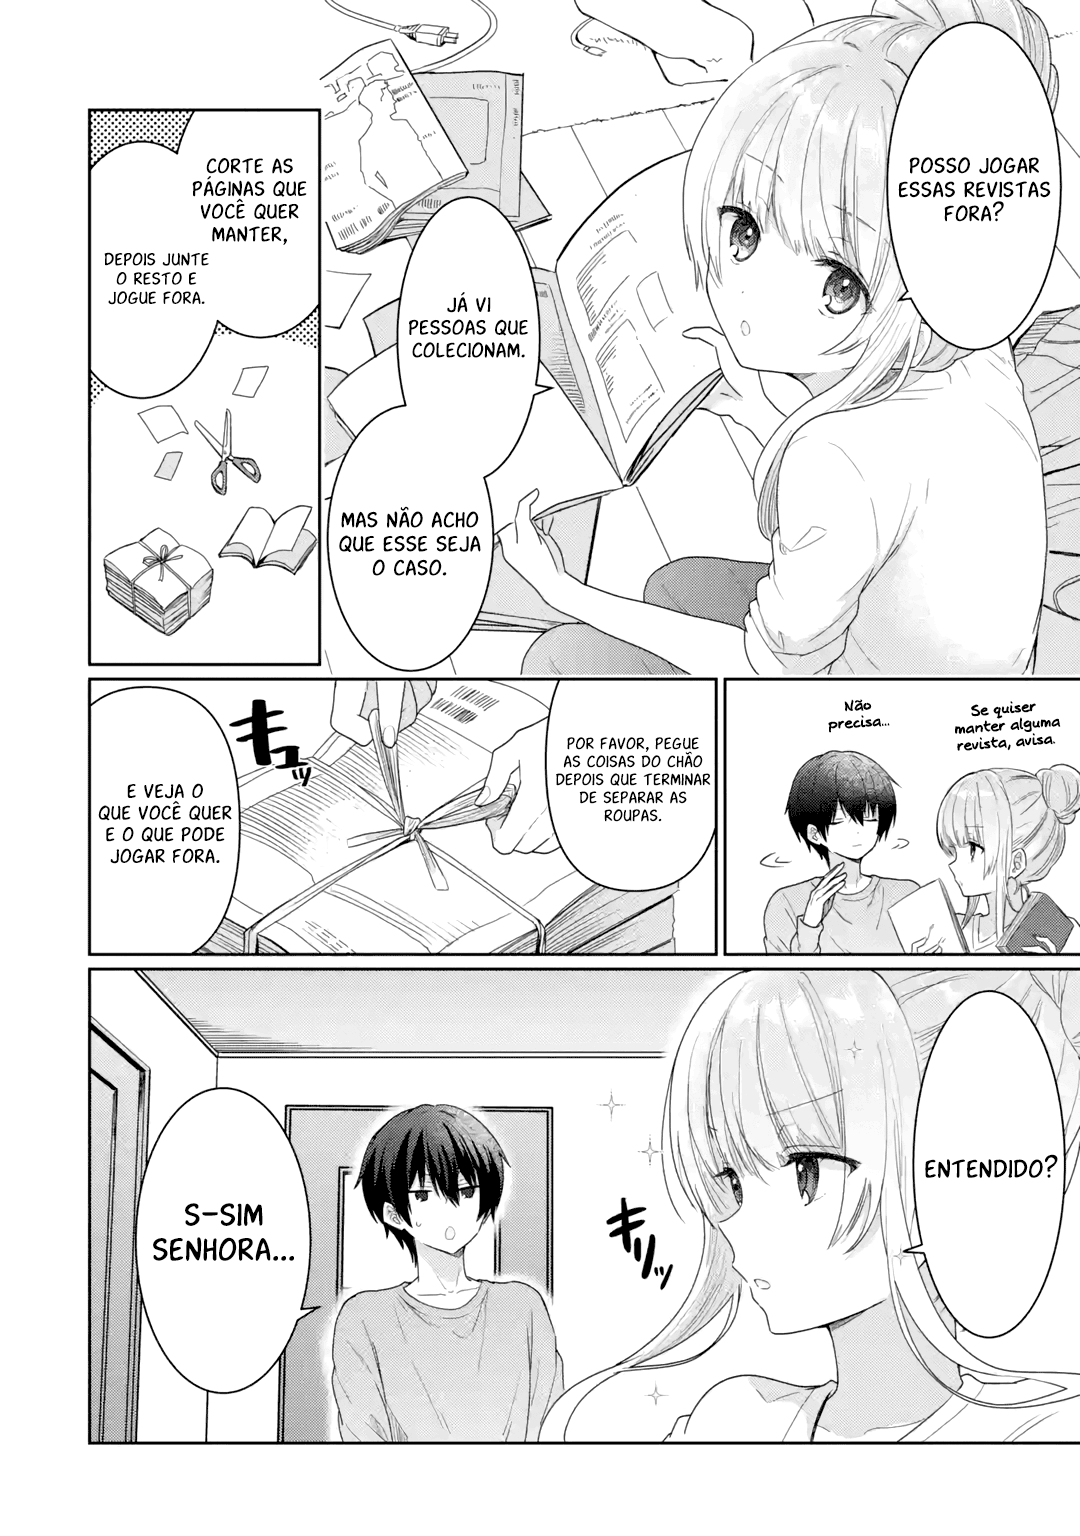 POSSO JOGAR
ESSAS REVISTAS
FORA?
JÁ VI
PESSOAS QUE
COLECIONAM.
MAS NÃO ACHO
QUE ESSE SEJA
O CASO.
CORTE AS
PÁGINAS QUE
VOCÊ QUER
MANTER,
DEPOIS JUNTE
O RESTO E
JOGUE FORA.
Se quiser
manter alguma
revista, avisa.
Não
precisa...
POR FAVOR, PEGUE
AS COISAS DO CHÃO
DEPOIS QUE TERMINAR
DE SEPARAR AS
ROUPAS.
キュッ
E VEJA O
QUE VOCÊ QUER
E O QUE PODE
JOGAR FORA.
ENTENDIDO?
キリッ
S-SIM
SENHORA...